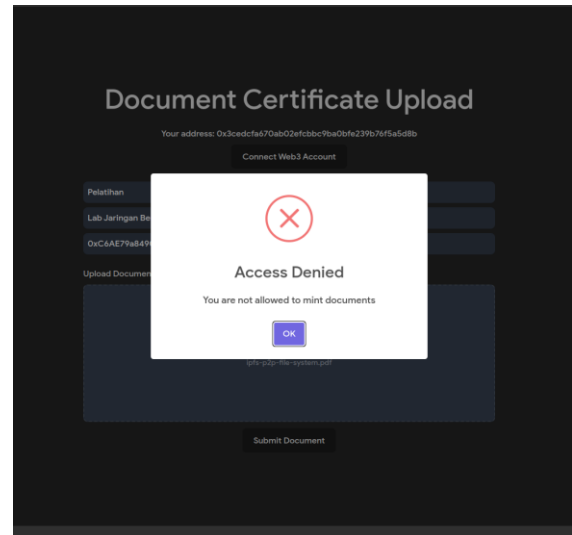 Document Certificate Upload
Your address: 0x3cedcfa670ab02efcbbc9ba0bfe239b76f5a5d8b
Connect Web3 Account
Pelatihan
Lab Jaringan Be
0xC6AE79a849
Upload Documen
Access Denied
You are not allowed to mint documents
OK
ipfs-p2p-file-system.pdf
Submit Document